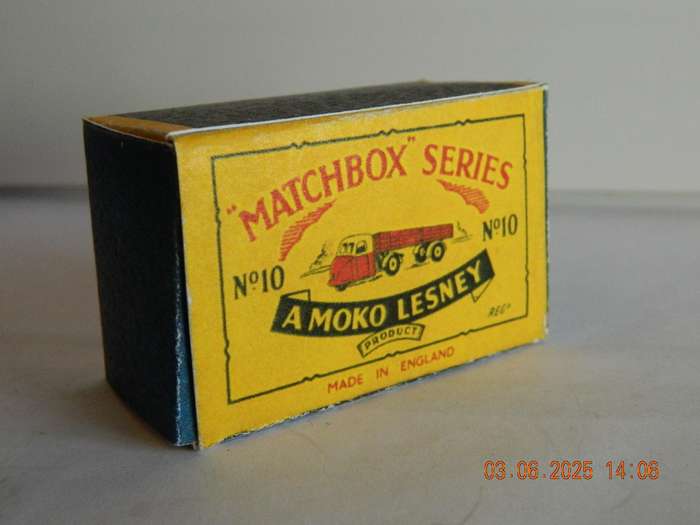 "MATCHBOX" SERIES
Nº10
Nº10
A MOKO LESNEY
PRODUCT
REGD
MADE IN ENGLAND
03.06.2025 14:06